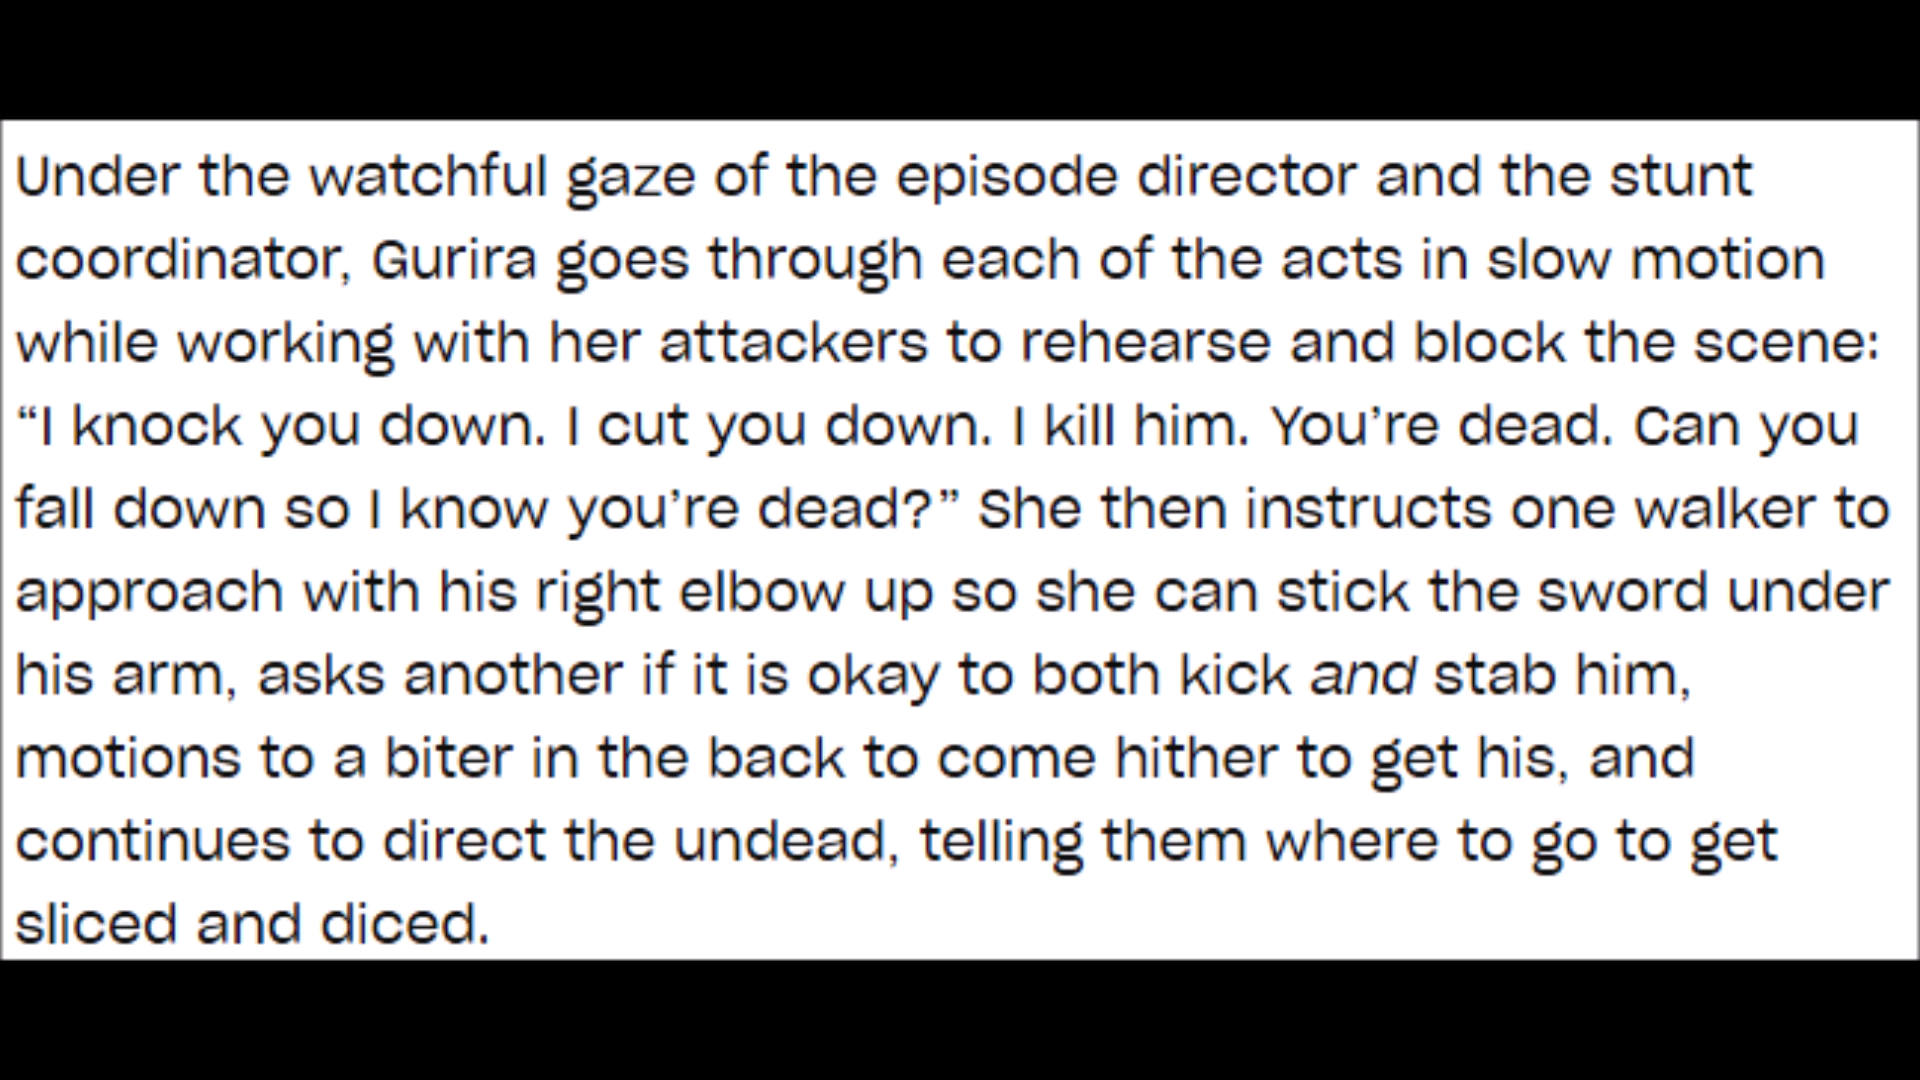 Under the watchful gaze of the episode director and the stunt
coordinator, Gurira goes through each of the acts in slow motion
while working with her attackers to rehearse and block the scene:
“I knock you down. I cut you down. I kill him. You’re dead. Can you
fall down so I know you’re dead?” She then instructs one walker to
approach with his right elbow up so she can stick the sword under
his arm, asks another if it is okay to both kick and stab him,
motions to a biter in the back to come hither to get his, and
continues to direct the undead, telling them where to go to get
sliced and diced.